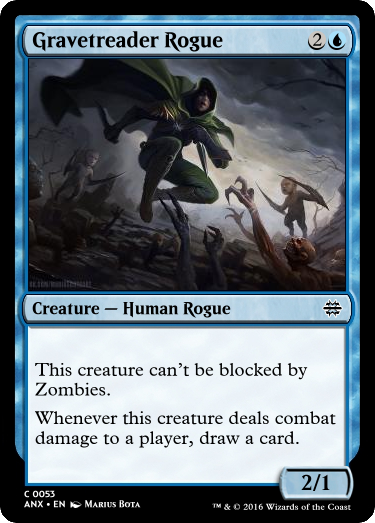 Gravetreader Rogue 2
Creature — Human Rogue
This creature can't be blocked by
Zombies.
Whenever this creature deals combat
damage to a player, draw a card.
2/1
C 0053
ANX • EN Marius Bota
™ & © 2016 Wizards of the Coast